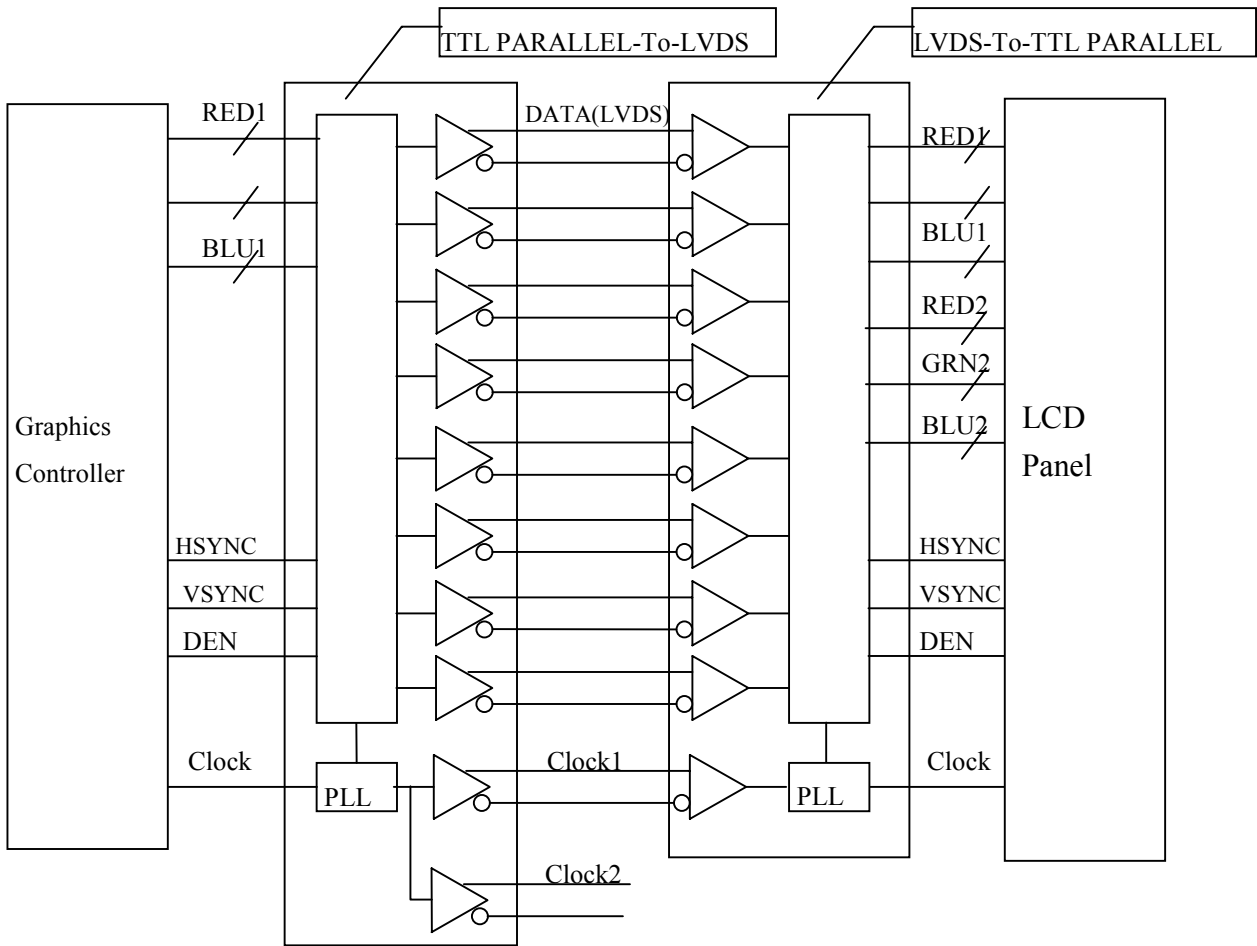 TTL PARALLEL-To-LVDS
LVDS-To-TTL PARALLEL
RED1
DATA(LVDS)
RED1
BLU1
BLU1
RED2
GRN2
BLU2
Graphics
Controller
LCD
Panel
HSYNC
HSYNC
VSYNC
VSYNC
DEN
DEN
Clock
Clock1
Clock
PLL
PLL
Clock2